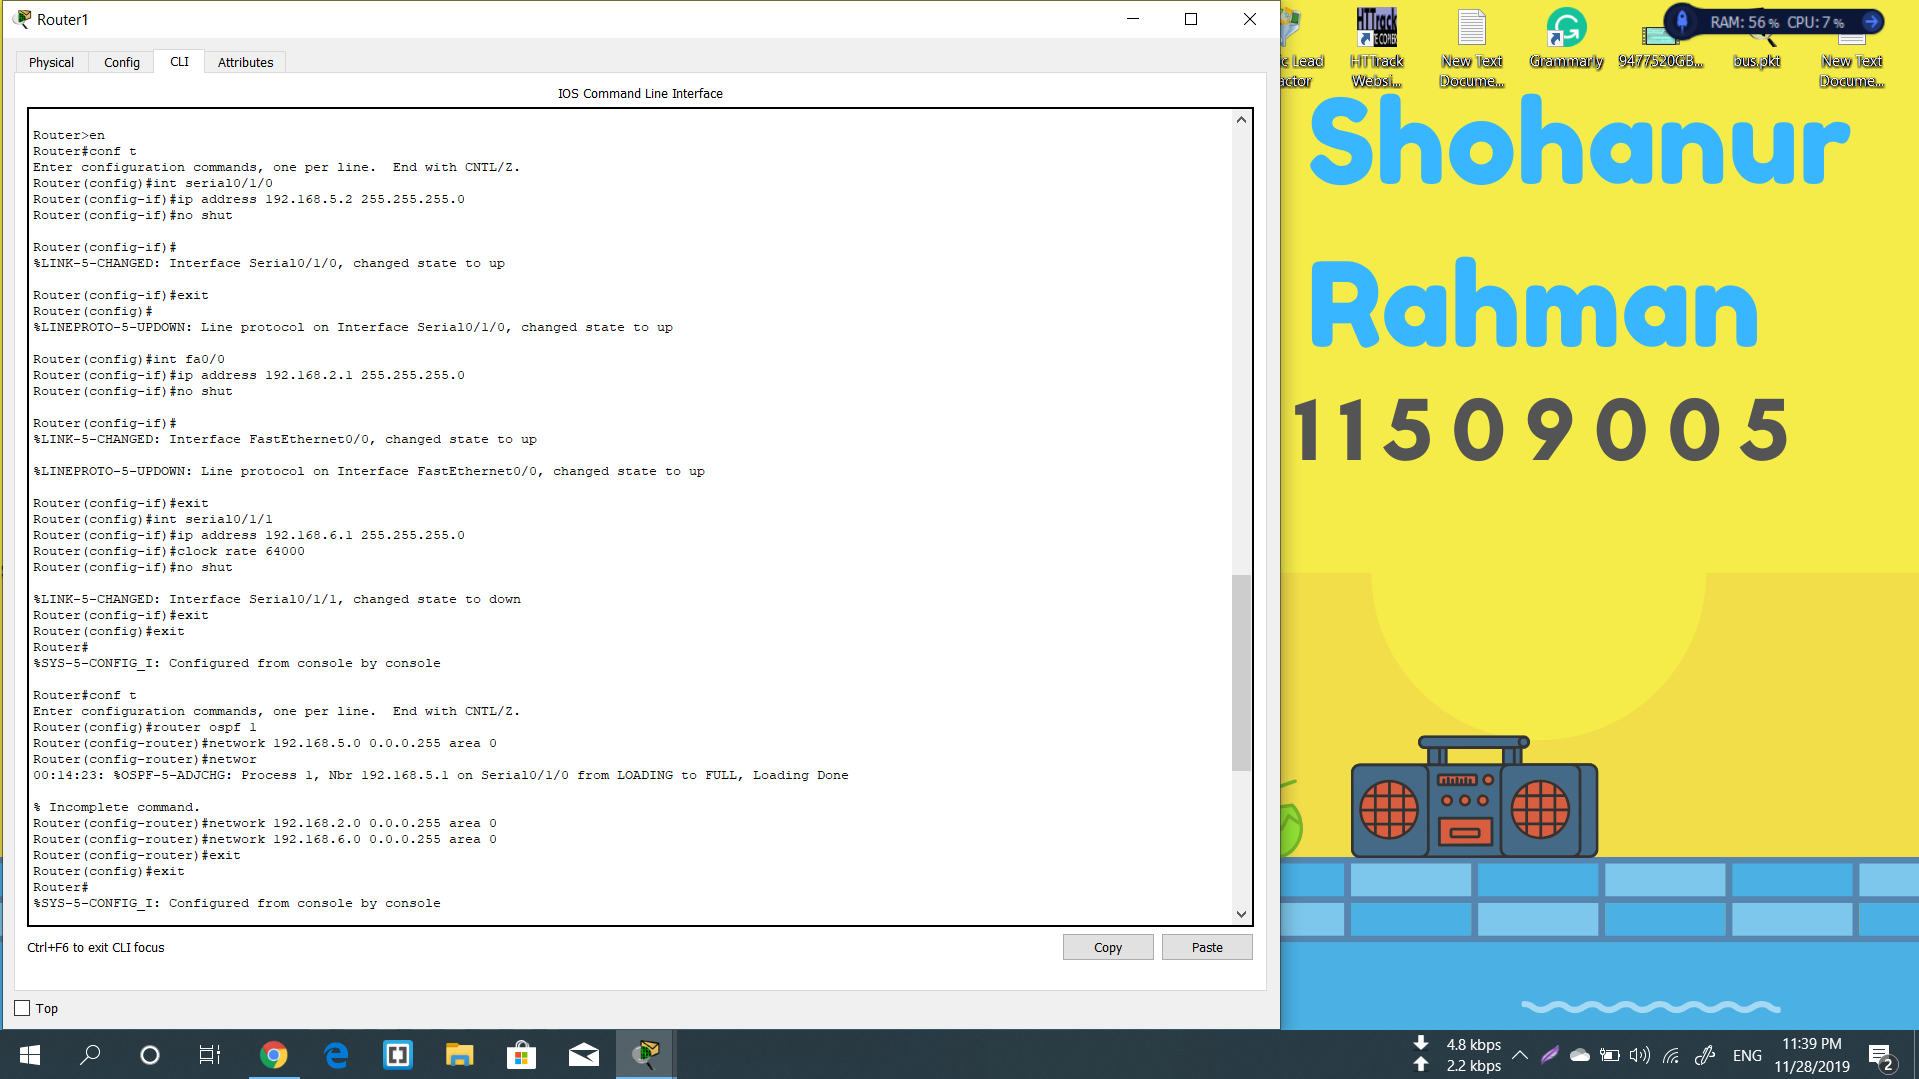 Router1
Physical Config CLI Attributes
IOS Command Line Interface
Router>en
Router#conf t
Enter configuration commands, one per line.  End with CNTL/Z.
Router(config)#int serial0/1/0
Router(config-if)#ip address 192.168.5.2 255.255.255.0
Router(config-if)#no shut
Router(config-if)#
%LINK-5-CHANGED: Interface Serial0/1/0, changed state to up
Router(config-if)#exit
Router(config)#
%LINEPROTO-5-UPDOWN: Line protocol on Interface Serial0/1/0, changed state to up
Router(config)#int fa0/0
Router(config-if)#ip address 192.168.2.1 255.255.255.0
Router(config-if)#no shut
Router(config-if)#
%LINK-5-CHANGED: Interface FastEthernet0/0, changed state to up
%LINEPROTO-5-UPDOWN: Line protocol on Interface FastEthernet0/0, changed state to up
Router(config-if)#exit
Router(config)#int serial0/1/1
Router(config-if)#ip address 192.168.6.1 255.255.255.0
Router(config-if)#clock rate 64000
Router(config-if)#no shut
%LINK-5-CHANGED: Interface Serial0/1/1, changed state to down
Router(config-if)#exit
Router(config)#exit
Router#
%SYS-5-CONFIG_I: Configured from console by console
Router#conf t
Enter configuration commands, one per line.  End with CNTL/Z.
Router(config)#router ospf 1
Router(config-router)#network 192.168.5.0 0.0.0.255 area 0
Router(config-router)#networ
00:14:23: %OSPF-5-ADJCHG: Process 1, Nbr 192.168.5.1 on Serial0/1/0 from LOADING to FULL, Loading Done
% Incomplete command.
Router(config-router)#network 192.168.2.0 0.0.0.255 area 0
Router(config-router)#network 192.168.6.0 0.0.0.255 area 0
Router(config-router)#exit
Router(config)#exit
Router#
%SYS-5-CONFIG_I: Configured from console by console
Ctrl+F6 to exit CLI focus
Copy Paste
Top
RAM: 56 % CPU: 7 %
HTTrack
c Lead HTTrack New Text Grammarly 9477520GB... bus.pkt New Text
actor Websi... Docume... Docume...
Shohanur
Rahman
11509005
4.8 kbps
2.2 kbps
ENG
11:39 PM
11/28/2019
2